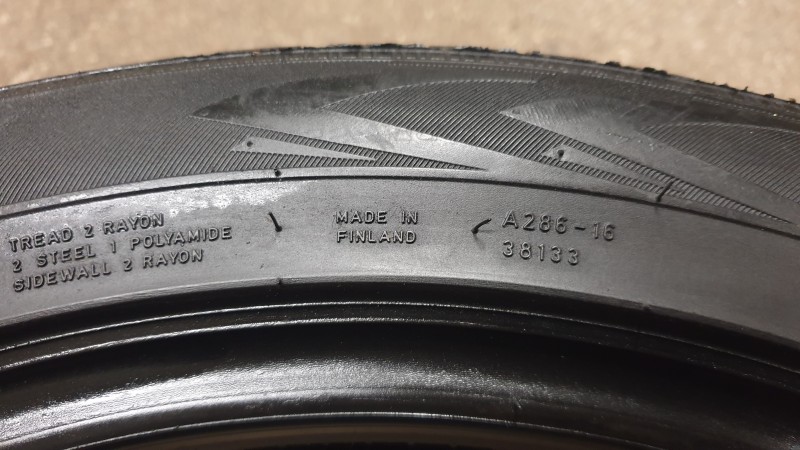 TREAD 2 RAYON
2 STEEL 1 POLYAMIDE
SIDEWALL 2 RAYON
MADE IN
FINLAND
A286-16
38133